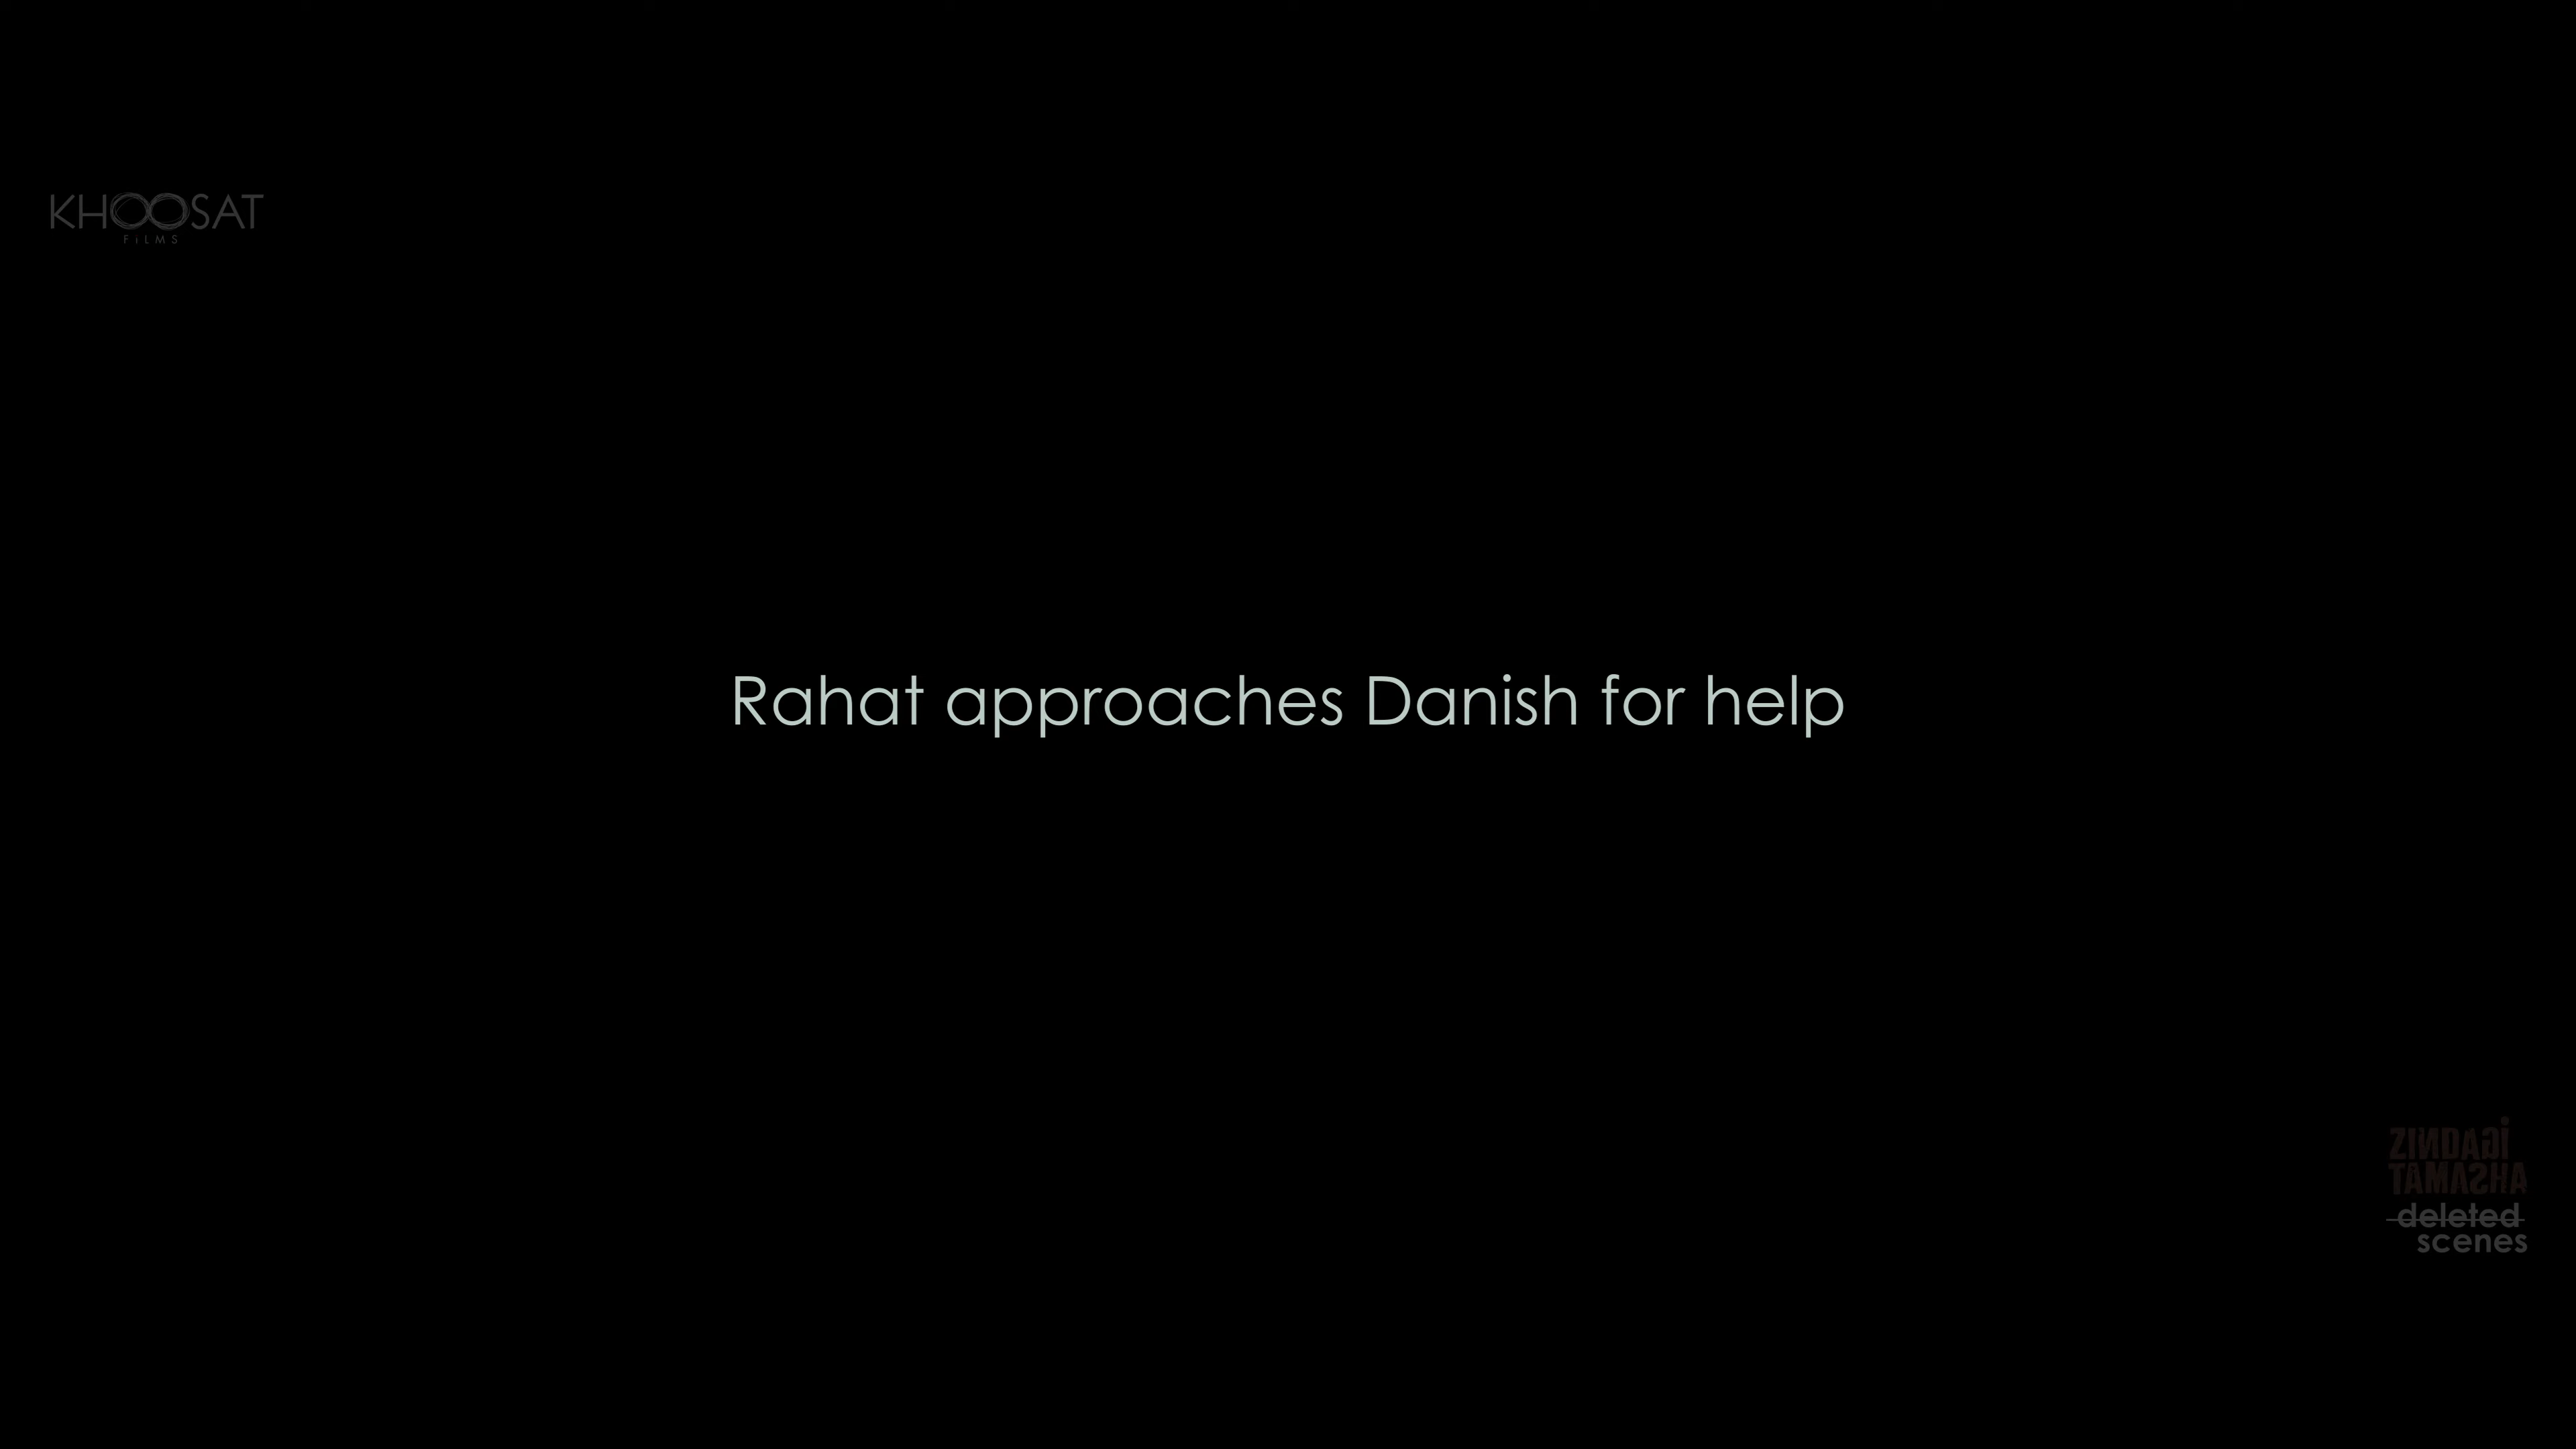 KHOOSAT
FiLMS
Rahat approaches Danish for help
ZINDAGi
TAMASHA
deleted
scenes